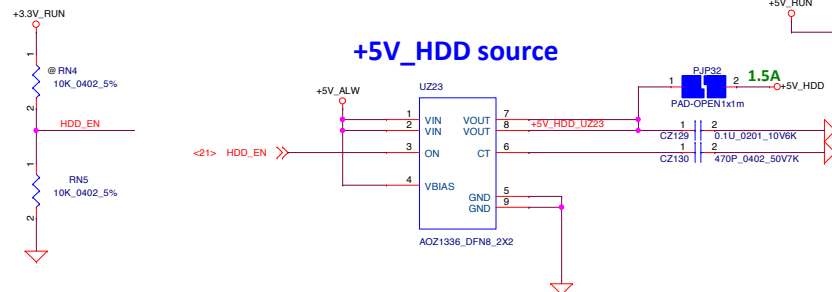 +3.3V_RUN
1
@ RN4
10K_0402_5%
2
HDD_EN
1
RN5
10K_0402_5%
2
+5V_HDD source
+5V_ALW
UZ23
1 VIN VOUT 7
2 VIN VOUT 8 +5V_HDD_UZ23
<21> HDD_EN 3 ON CT 6
4 VBIAS
GND 5
GND 9
AOZ1336_DFN8_2X2
+5V_RUN
PJP32
1 2 1.5A
+5V_HDD
PAD-OPEN1x1m
1 2
CZ129 0.1U_0201_10V6K
1 2
CZ130 470P_0402_50V7K